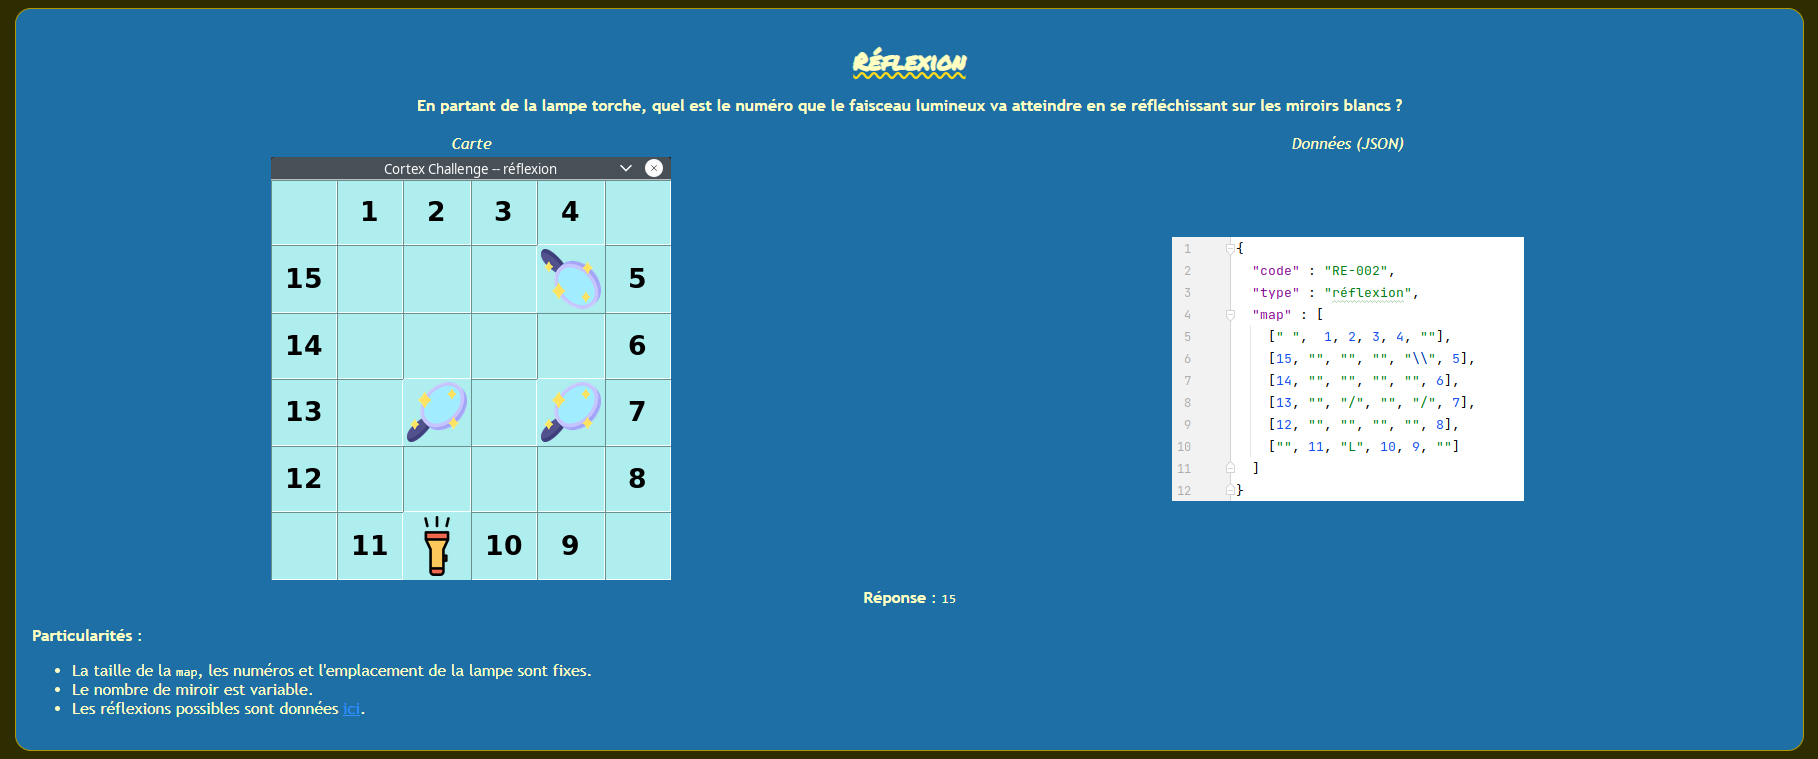 Réflexion
En partant de la lampe torche, quel est le numéro que le faisceau lumineux va atteindre en se réfléchissant sur les miroirs blancs ?
Carte
Cortex Challenge -- réflexion
1 2 3 4
15 5
14 6
13 7
12 8
11 10 9
Données (JSON)
1 {
2 "code" : "RE-002",
3 "type" : "réflexion",
4 "map" : [
5 [" ",  1, 2, 3, 4, ""],
6 [15, "", "", "", "\\", 5],
7 [14, "", "", "", "", 6],
8 [13, "", "/", "", "/", 7],
9 [12, "", "", "", "", 8],
10 ["", 11, "L", 10, 9, ""]
11 ]
12 }
Réponse : 15
Particularités :
• La taille de la map, les numéros et l'emplacement de la lampe sont fixes.
• Le nombre de miroir est variable.
• Les réflexions possibles sont données ici.